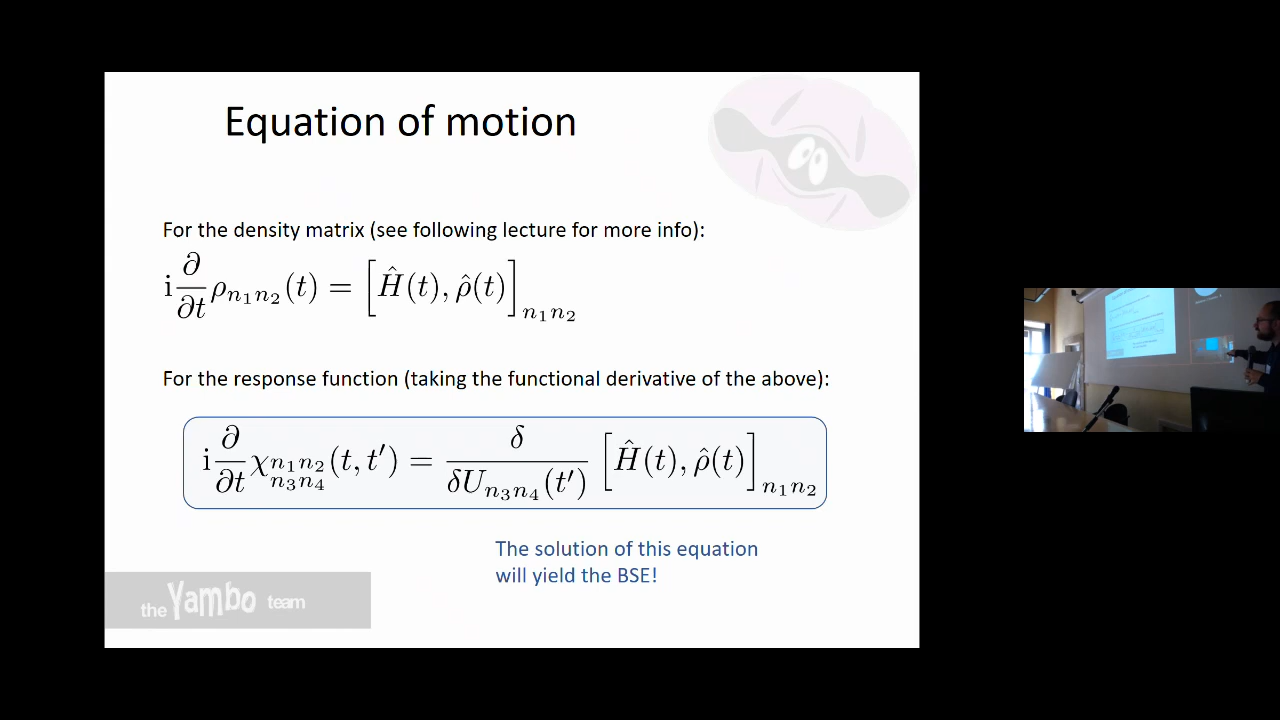 Equation of motion
For the density matrix (see following lecture for more info):
i ∂/∂t ρ_{n₁n₂}(t) = [Ĥ(t), ρ̂(t)]_{n₁n₂}
For the response function (taking the functional derivative of the above):
i ∂/∂t χ_{n₁n₂ n₃n₄}(t, t′) = δ/δU_{n₃n₄}(t′) [Ĥ(t), ρ̂(t)]_{n₁n₂}
The solution of this equation
will yield the BSE!
the Yambo team